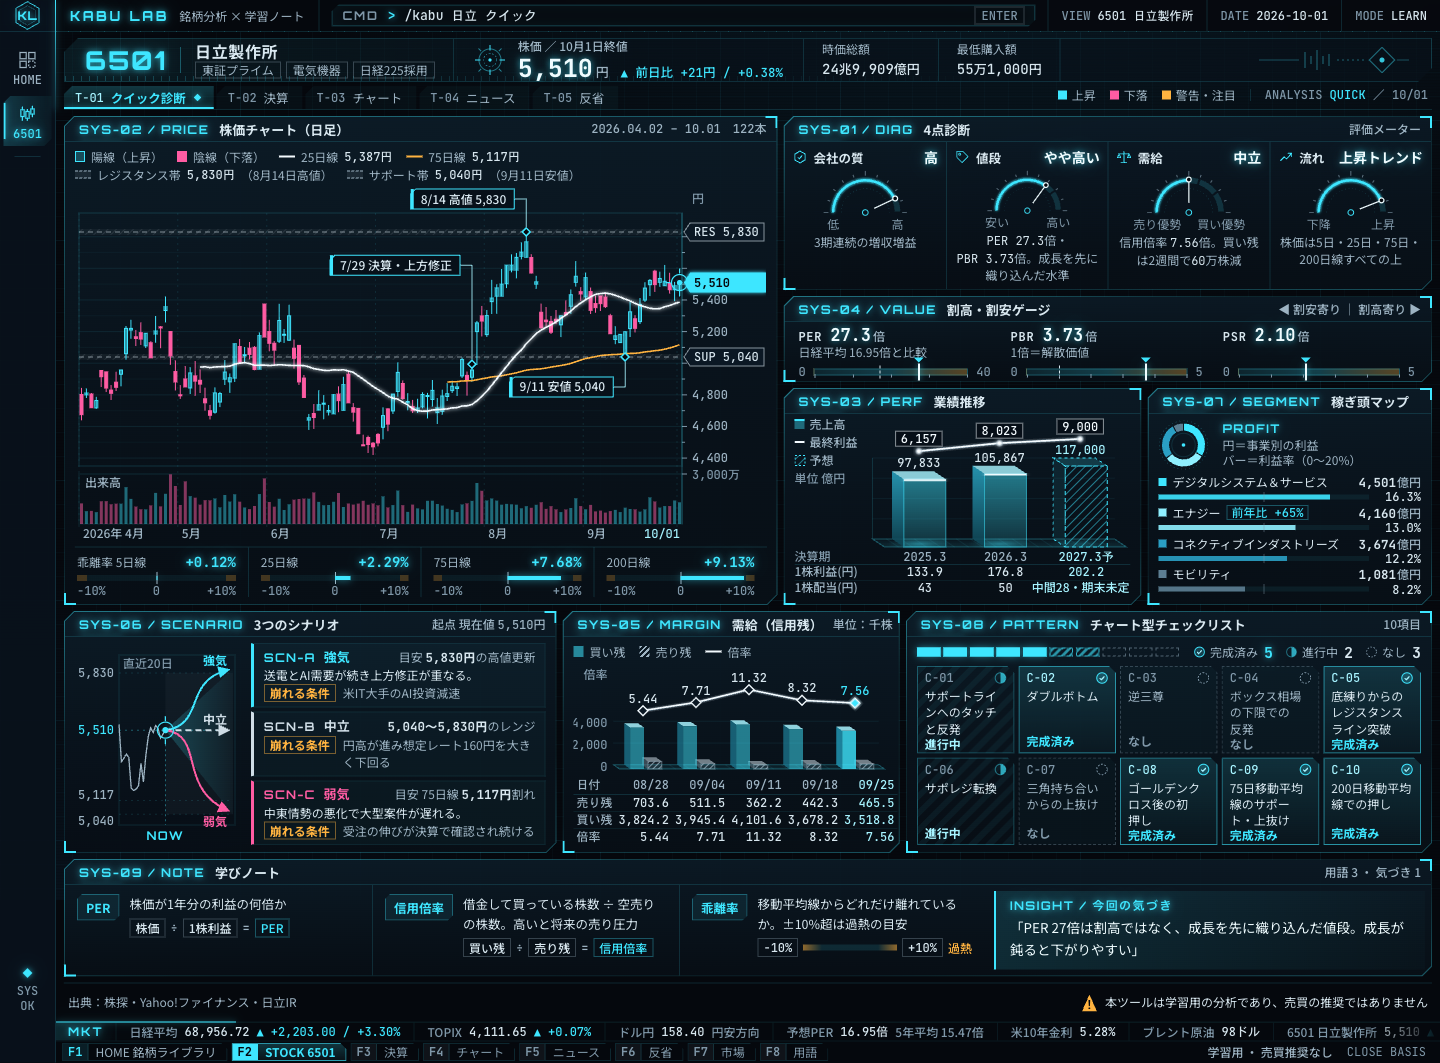 KL
KABU LAB 銘柄分析 × 学習ノート
CMD > /kabu 日立 クイック
ENTER
VIEW 6501 日立製作所
DATE 2026-10-01
MODE LEARN
HOME
6501
6501
日立製作所
東証プライム 電気機器 日経225採用
株価 ／ 10月1日終値
5,510円 ▲ 前日比 +21円 / +0.38%
時価総額
24兆9,909億円
最低購入額
55万1,000円
T-01 クイック診断
T-02 決算
T-03 チャート
T-04 ニュース
T-05 反省
上昇 下落 警告・注目
ANALYSIS QUICK ／ 10/01
SYS-02 / PRICE 株価チャート（日足）
2026.04.02 – 10.01 122本
陽線（上昇） 陰線（下落） 25日線 5,387円 75日線 5,117円
レジスタンス帯 5,830円 （8月14日高値） サポート帯 5,040円 （9月11日安値）
8/14 高値 5,830
円
RES 5,830
7/29 決算・上方修正
5,510
5,400
5,200
SUP 5,040
9/11 安値 5,040
4,800
4,600
4,400
3,000万
出来高
2026年 4月 5月 6月 7月 8月 9月 10/01
乖離率 5日線 +0.12%
-10% 0 +10%
25日線 +2.29%
-10% 0 +10%
75日線 +7.68%
-10% 0 +10%
200日線 +9.13%
-10% 0 +10%
SYS-01 / DIAG 4点診断
評価メーター
会社の質 高
低 高
3期連続の増収増益
値段 やや高い
安い 高い
PER 27.3倍・
PBR 3.73倍。成長を先に
織り込んだ水準
需給 中立
売り優勢 買い優勢
信用倍率 7.56倍。買い残
は2週間で60万株減
流れ 上昇トレンド
下降 上昇
株価は5日・25日・75日・
200日線すべての上
SYS-04 / VALUE 割高・割安ゲージ
◀ 割安寄り | 割高寄り ▶
PER 27.3倍
日経平均 16.95倍と比較
0 40
PBR 3.73倍
1倍＝解散価値
0 5
PSR 2.10倍
0 5
SYS-03 / PERF 業績推移
売上高
最終利益
予想
単位 億円
6,157
8,023
9,000
97,833
105,867
117,000
決算期 2025.3 2026.3 2027.3予
1株利益(円) 133.9 176.8 202.2
1株配当(円) 43 50 中間28・期末未定
SYS-07 / SEGMENT 稼ぎ頭マップ
PROFIT
円＝事業別の利益
バー＝利益率（0〜20%）
デジタルシステム＆サービス 4,501億円
16.3%
エナジー 前年比 +65% 4,160億円
13.0%
コネクティブインダストリーズ 3,674億円
12.2%
モビリティ 1,081億円
8.2%
SYS-06 / SCENARIO 3つのシナリオ
起点 現在値 5,510円
直近20日
5,830
5,510
5,117
5,040
強気
中立
弱気
NOW
SCN-A 強気 目安 5,830円の高値更新
送電とAI需要が続き上方修正が重なる。
崩れる条件 米IT大手のAI投資減速
SCN-B 中立 5,040〜5,830円のレンジ
崩れる条件 円高が進み想定レート160円を大き
く下回る
SCN-C 弱気 目安 75日線 5,117円割れ
中東情勢の悪化で大型案件が遅れる。
崩れる条件 受注の伸びが決算で確認され続ける
SYS-05 / MARGIN 需給（信用残） 単位：千株
買い残 売り残 倍率
倍率
5.44 7.71 11.32 8.32 7.56
4,000
2,000
0
日付 08/28 09/04 09/11 09/18 09/25
売り残 703.6 511.5 362.2 442.3 465.5
買い残 3,824.2 3,945.4 4,101.6 3,678.2 3,518.8
倍率 5.44 7.71 11.32 8.32 7.56
SYS-08 / PATTERN チャート型チェックリスト
10項目
完成済み 5 進行中 2 なし 3
C-01
サポートライ
ンへのタッチ
と反発
進行中
C-02
ダブルボトム
完成済み
C-03
逆三尊
なし
C-04
ボックス相場
の下限での
反発
なし
C-05
底練りからの
レジスタンス
ライン突破
完成済み
C-06
サポレジ転換
進行中
C-07
三角持ち合い
からの上抜け
なし
C-08
ゴールデンク
ロス後の初
押し
完成済み
C-09
75日移動平均
線のサポー
ト・上抜け
完成済み
C-10
200日移動平均
線での押し
完成済み
SYS-09 / NOTE 学びノート
用語 3 ・ 気づき 1
PER
株価が1年分の利益の何倍か
株価 ÷ 1株利益 = PER
信用倍率
借金して買っている株数 ÷ 空売り
の株数。高いと将来の売り圧力
買い残 ÷ 売り残 = 信用倍率
乖離率
移動平均線からどれだけ離れている
か。±10%超は過熱の目安
-10% +10% 過熱
INSIGHT / 今回の気づき
「PER 27倍は割高ではなく、成長を先に織り込んだ値段。成長が
鈍ると下がりやすい」
SYS
OK
出典：株探・Yahoo!ファイナンス・日立IR
本ツールは学習用の分析であり、売買の推奨ではありません
MKT 日経平均 68,956.72 ▲ +2,203.00 / +3.30% TOPIX 4,111.65 ▲ +0.07% ドル円 158.40 円安方向 予想PER 16.95倍 5年平均 15.47倍 米10年金利 5.28% ブレント原油 98ドル 6501 日立製作所 5,510
F1 HOME 銘柄ライブラリ F2 STOCK 6501 F3 決算 F4 チャート F5 ニュース F6 反省 F7 市場 F8 用語
学習用 ・ 売買推奨なし CLOSE BASIS